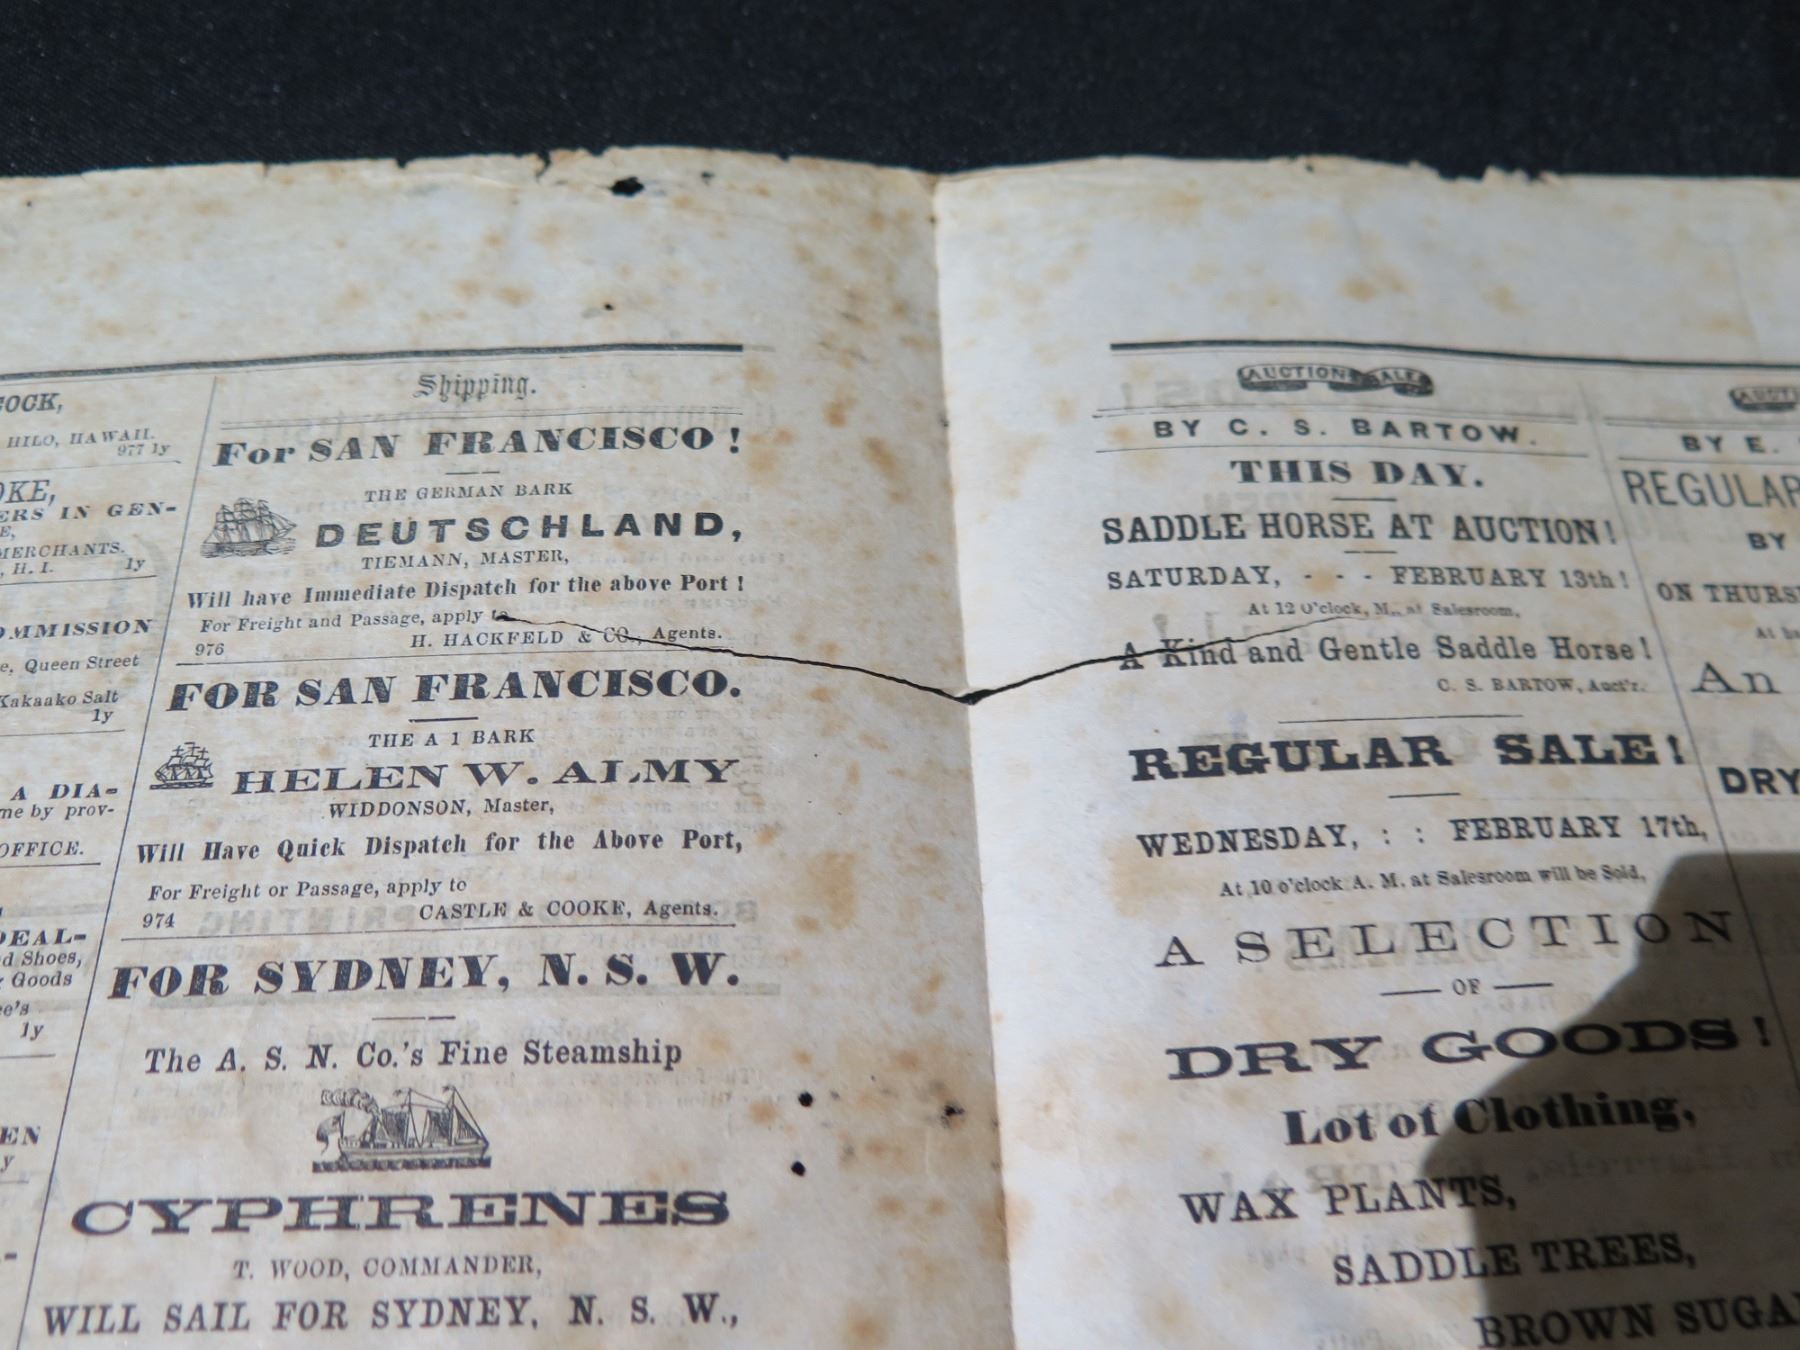 COCK,
HILO, HAWAII.
977 1y
OKE,
ERS IN GEN-
E,
MERCHANTS.
, H. I. 1y
OMMISSION
e, Queen Street
Kakaako Salt
1y
A DIA-
me by prov-
OFFICE.
DEAL-
d Shoes,
Goods
ee's
1y
EN
y
Shipping.
For SAN FRANCISCO!
THE GERMAN BARK
DEUTSCHLAND,
TIEMANN, MASTER,
Will have Immediate Dispatch for the above Port!
For Freight and Passage, apply to
976 H. HACKFELD & CO., Agents.
FOR SAN FRANCISCO.
THE A 1 BARK
HELEN W. ALMY
WIDDONSON, Master,
Will Have Quick Dispatch for the Above Port,
For Freight or Passage, apply to
974 CASTLE & COOKE, Agents.
FOR SYDNEY, N. S. W.
The A. S. N. Co.'s Fine Steamship
CYPHRENES
T. WOOD, COMMANDER,
WILL SAIL FOR SYDNEY, N. S. W.,
AUCTION SALES
BY C. S. BARTOW.
THIS DAY.
SADDLE HORSE AT AUCTION!
SATURDAY, - - - FEBRUARY 13th!
At 12 O'clock, M., at Salesroom,
A Kind and Gentle Saddle Horse!
C. S. BARTOW, Auct'r.
REGULAR SALE!
WEDNESDAY, : : FEBRUARY 17th,
At 10 o'clock A. M. at Salesroom will be Sold,
A SELECTION
OF
DRY GOODS!
Lot of Clothing,
WAX PLANTS,
SADDLE TREES,
BROWN SUGA
AUCTI
BY E.
REGULAR
BY
ON THURS
At ha
An
DRY